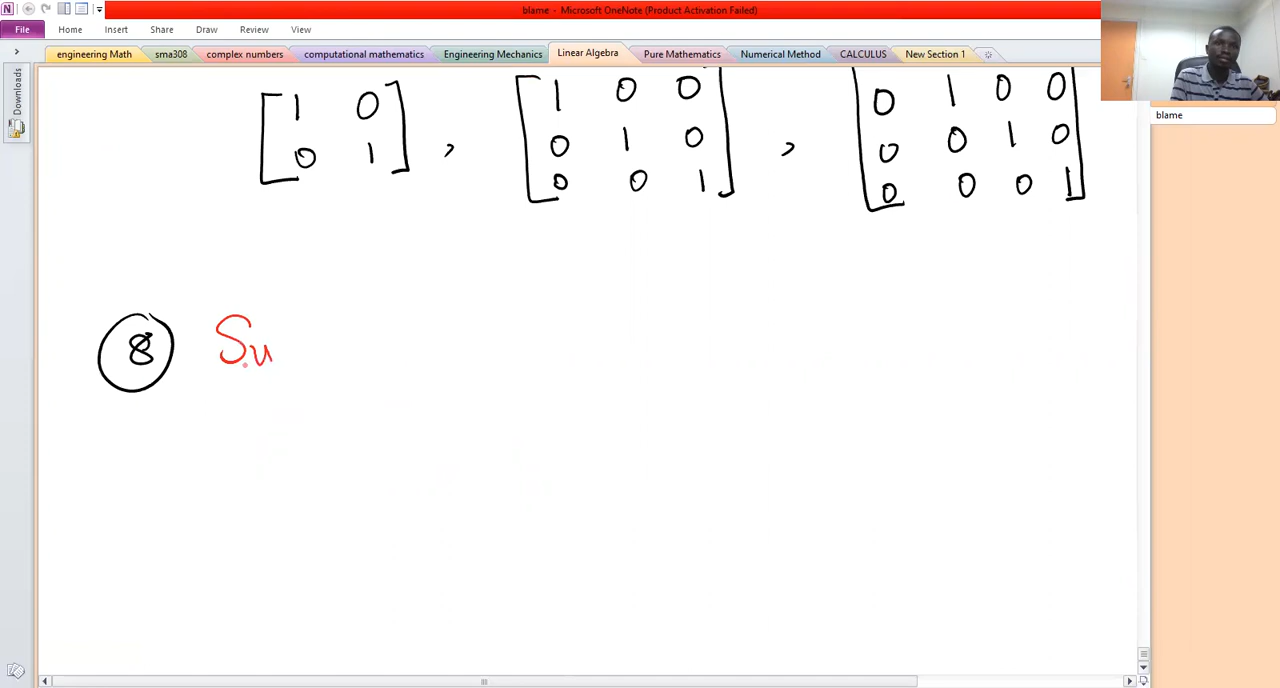 blame - Microsoft OneNote (Product Activation Failed)
File Home Insert Share Draw Review View
engineering Math sma308 complex numbers computational mathematics Engineering Mechanics Linear Algebra Pure Mathematics Numerical Method CALCULUS New Section 1
Downloads
blame
1 0
0 1
,
1 0 0
0 1 0
0 0 1
,
0 1 0 0
0 0 1 0
0 0 0 1
8 Su